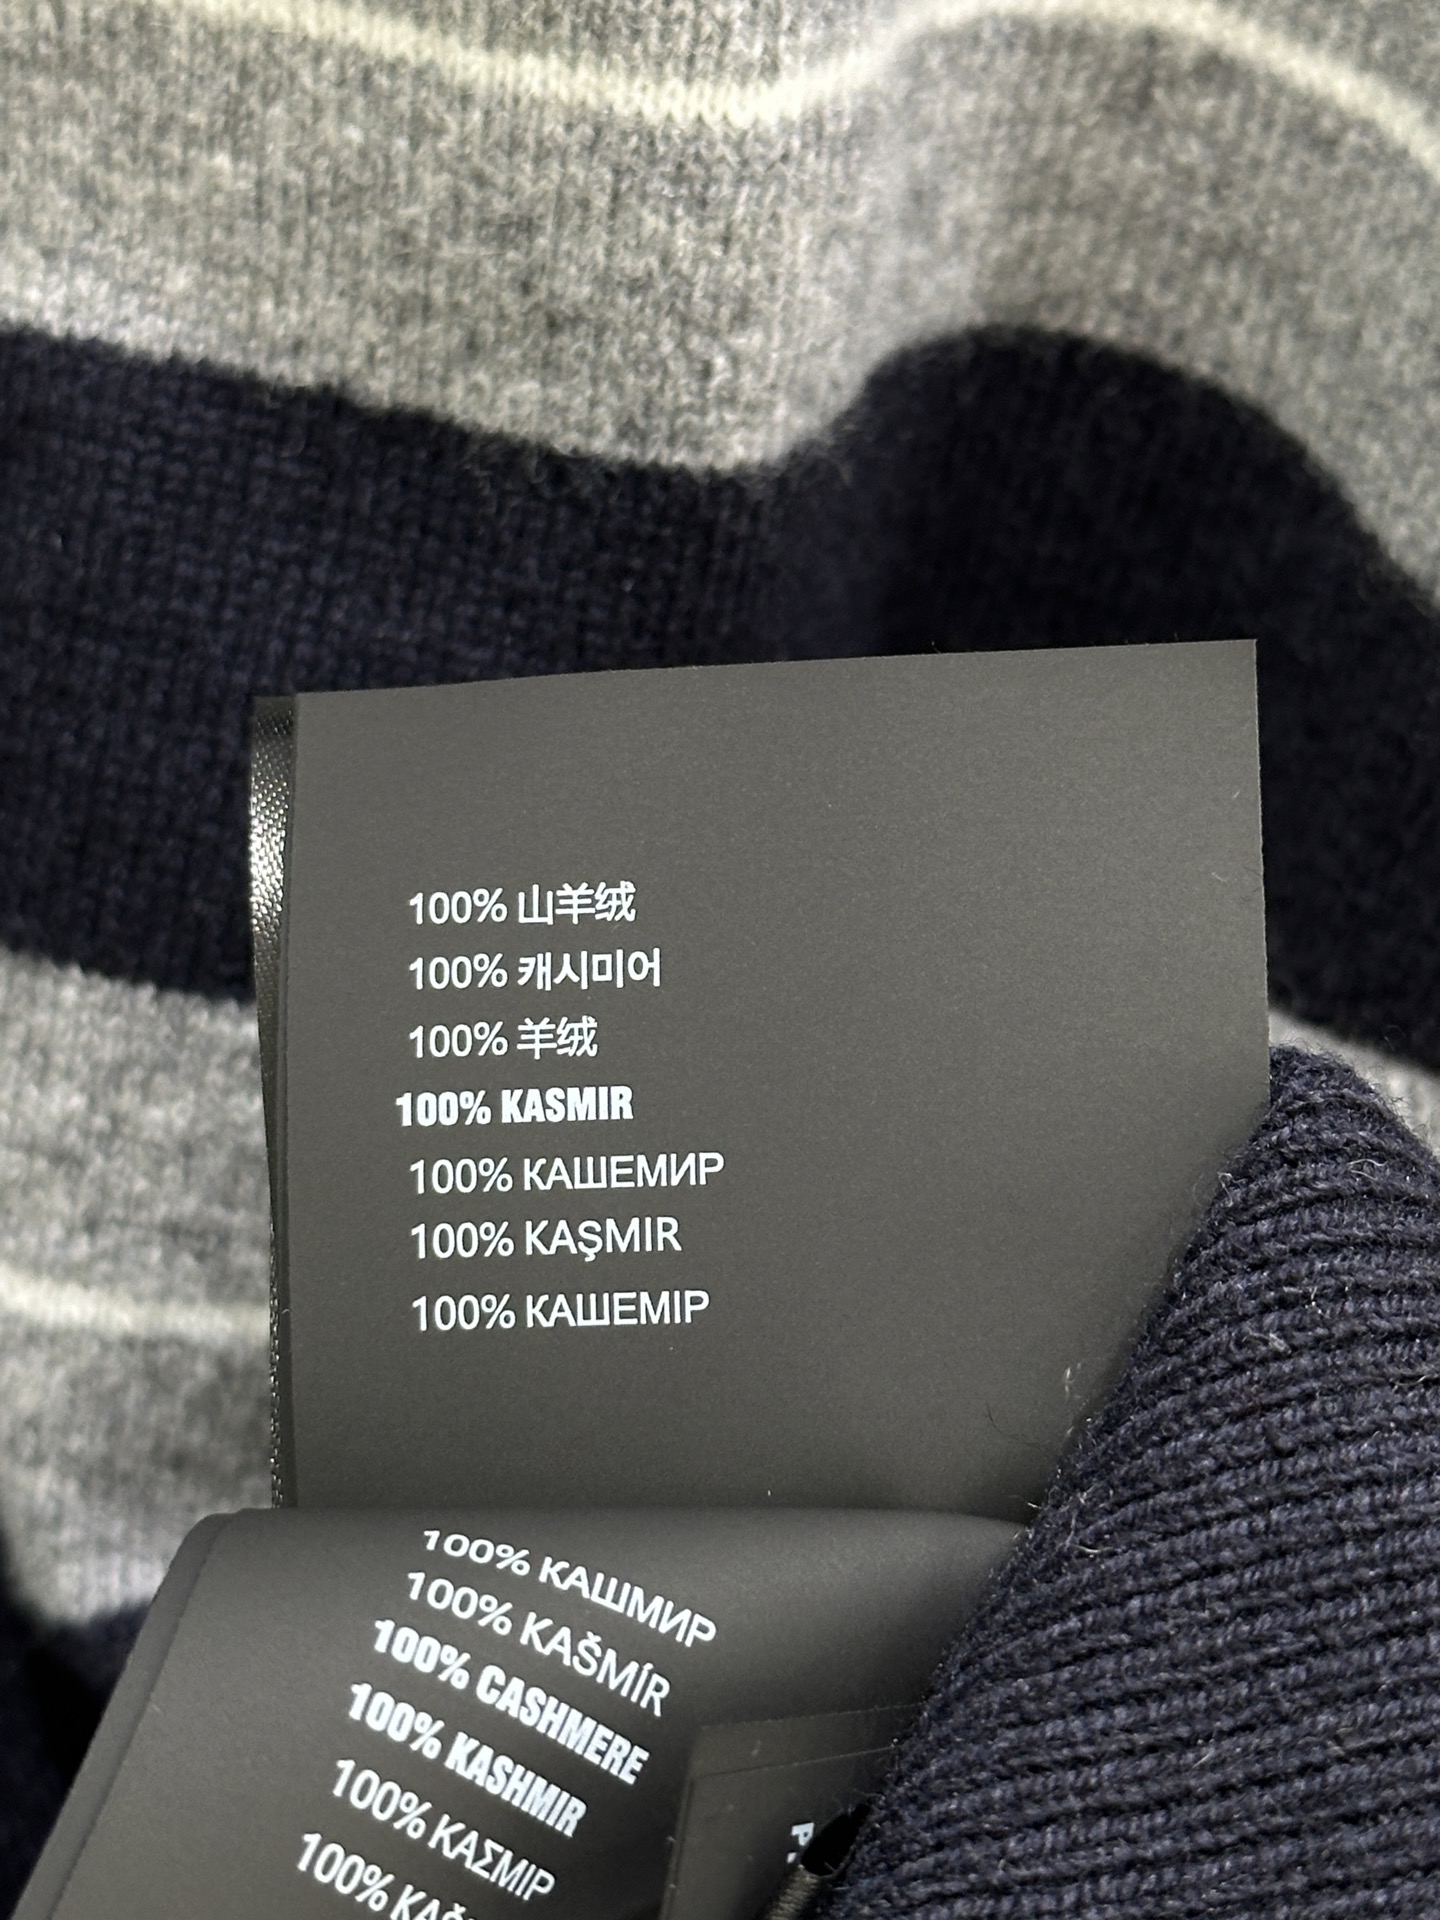 100% 山羊绒
100% 캐시미어
100% 羊绒
100% KASMIR
100% КАШЕМИР
100% KAŞMIR
100% КАШЕМІР
100% КАШМИР
100% KAŠMÍR
100% CASHMERE
100% KASHMIR
100% ΚΑΣΜΙΡ
100%